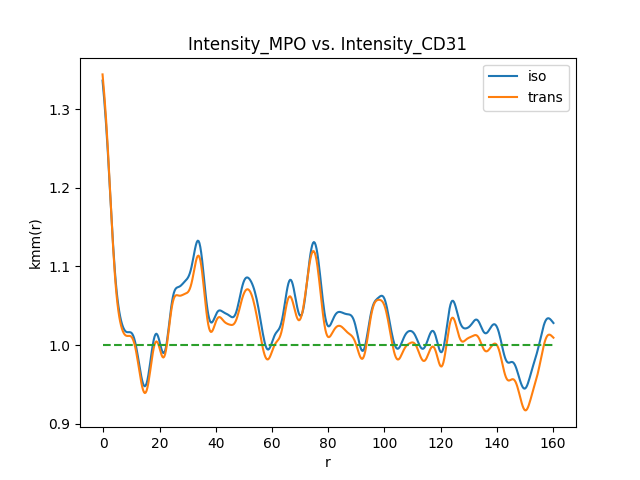 Intensity_MPO vs. Intensity_CD31
iso
trans
1.3
1.2
1.1
1.0
0.9
kmm(r)
0 20 40 60 80 100 120 140 160
r